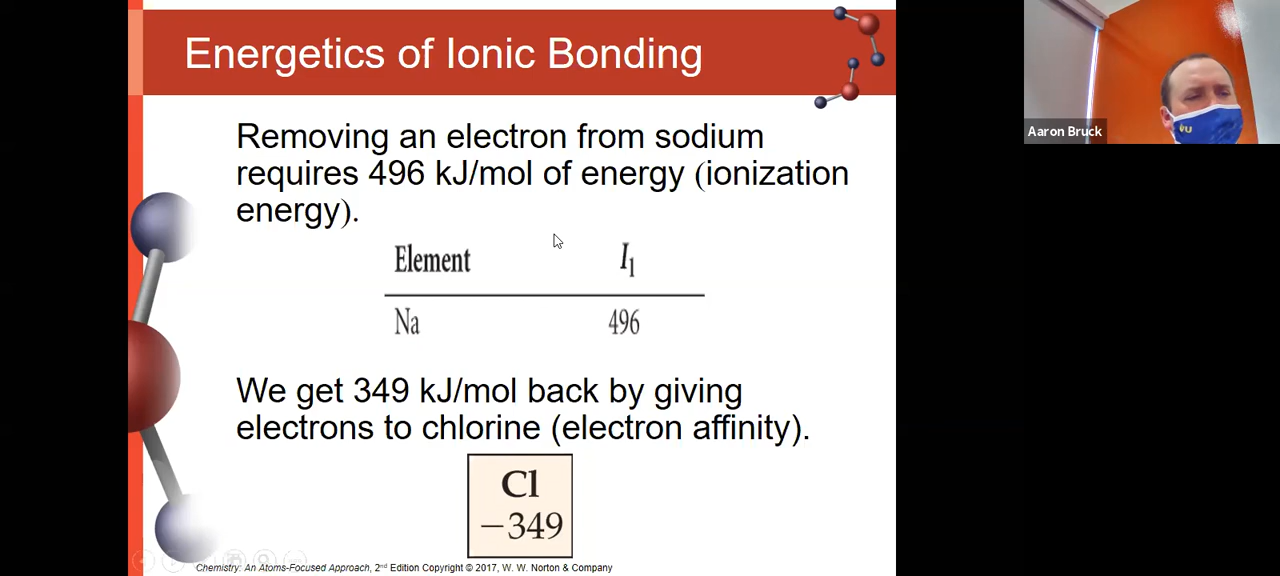 Energetics of Ionic Bonding
Removing an electron from sodium
requires 496 kJ/mol of energy (ionization
energy).
Element I₁
Na 496
We get 349 kJ/mol back by giving
electrons to chlorine (electron affinity).
Cl
−349
Chemistry: An Atoms-Focused Approach, 2nd Edition Copyright © 2017, W. W. Norton & Company
Aaron Bruck